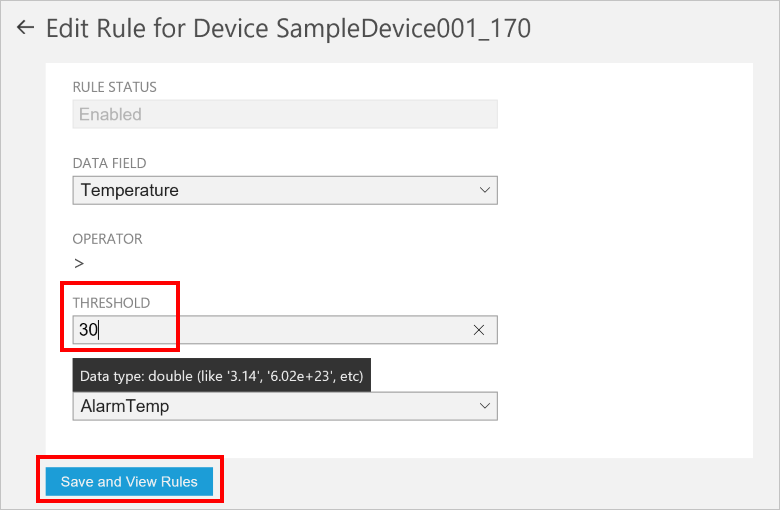 Edit Rule for Device SampleDevice001_170
RULE STATUS
Enabled
DATA FIELD
Temperature
OPERATOR
>
THRESHOLD
30
Data type: double (like '3.14', '6.02e+23', etc)
AlarmTemp
Save and View Rules